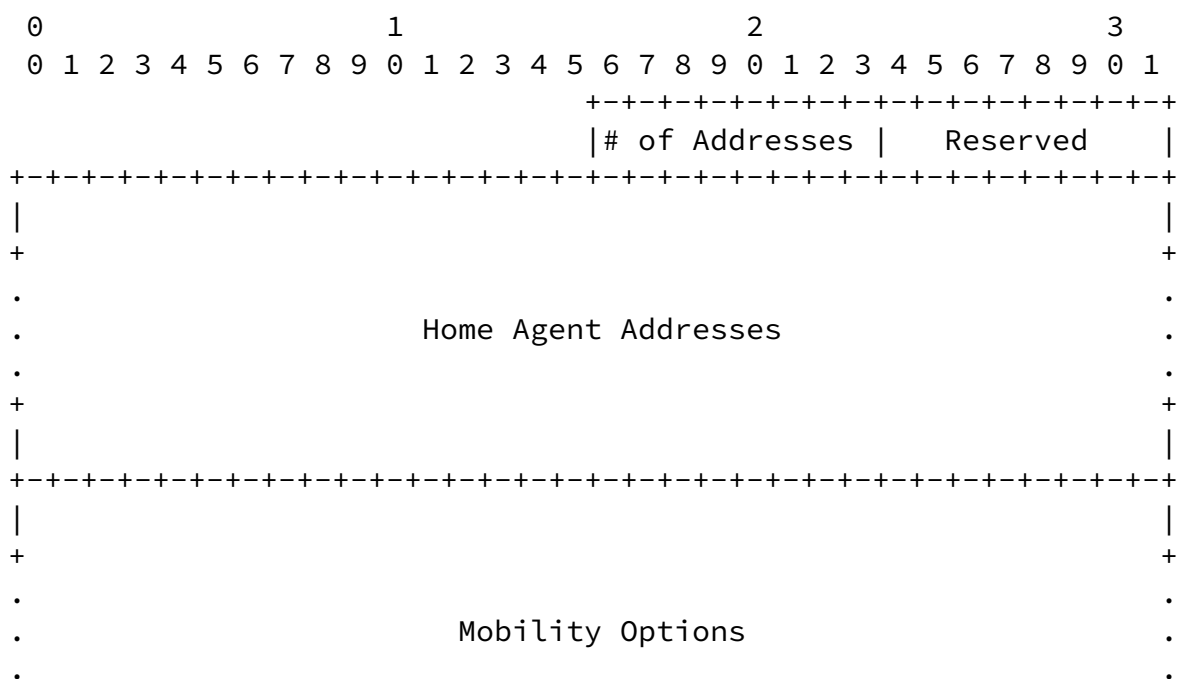 0                   1                   2                   3
 0 1 2 3 4 5 6 7 8 9 0 1 2 3 4 5 6 7 8 9 0 1 2 3 4 5 6 7 8 9 0 1
                                +-+-+-+-+-+-+-+-+-+-+-+-+-+-+-+-+
                                |# of Addresses |   Reserved    |
+-+-+-+-+-+-+-+-+-+-+-+-+-+-+-+-+-+-+-+-+-+-+-+-+-+-+-+-+-+-+-+-+
|                                                               |
+                                                               +
.                                                               .
.                      Home Agent Addresses                     .
.                                                               .
+                                                               +
|                                                               |
+-+-+-+-+-+-+-+-+-+-+-+-+-+-+-+-+-+-+-+-+-+-+-+-+-+-+-+-+-+-+-+-+
|                                                               |
+                                                               +
.                                                               .
.                        Mobility Options                       .
.                                                               .